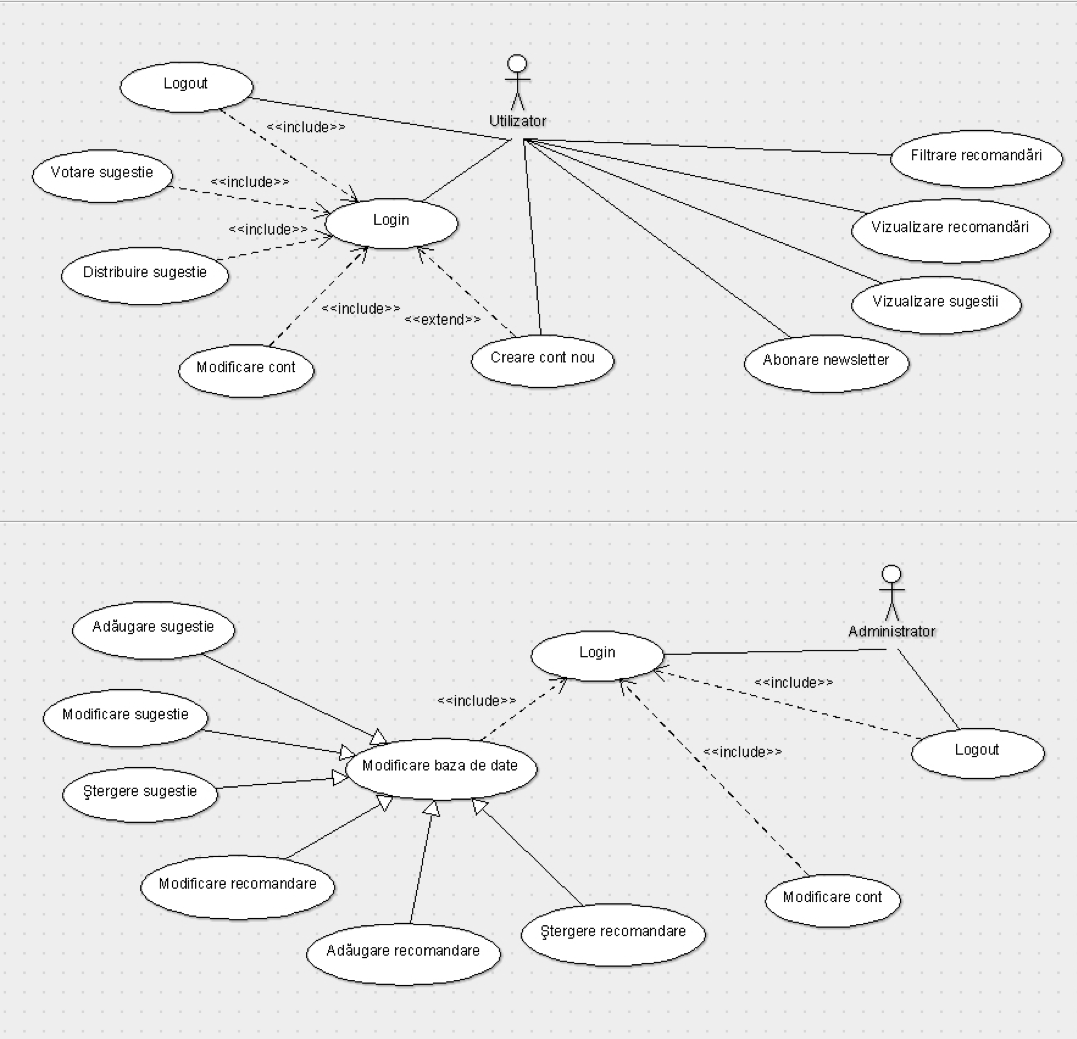 Logout
Utilizator
<<include>>
Filtrare recomandări
Votare sugestie
<<include>>
Login
Vizualizare recomandări
<<include>>
Distribuire sugestie
Vizualizare sugestii
<<include>>
<<extend>>
Modificare cont
Creare cont nou
Abonare newsletter
Adăugare sugestie
Administrator
Login
Modificare sugestie
<<include>>
<<include>>
Modificare baza de date
<<include>>
Logout
Ştergere sugestie
Modificare recomandare
Modificare cont
Adăugare recomandare
Ştergere recomandare